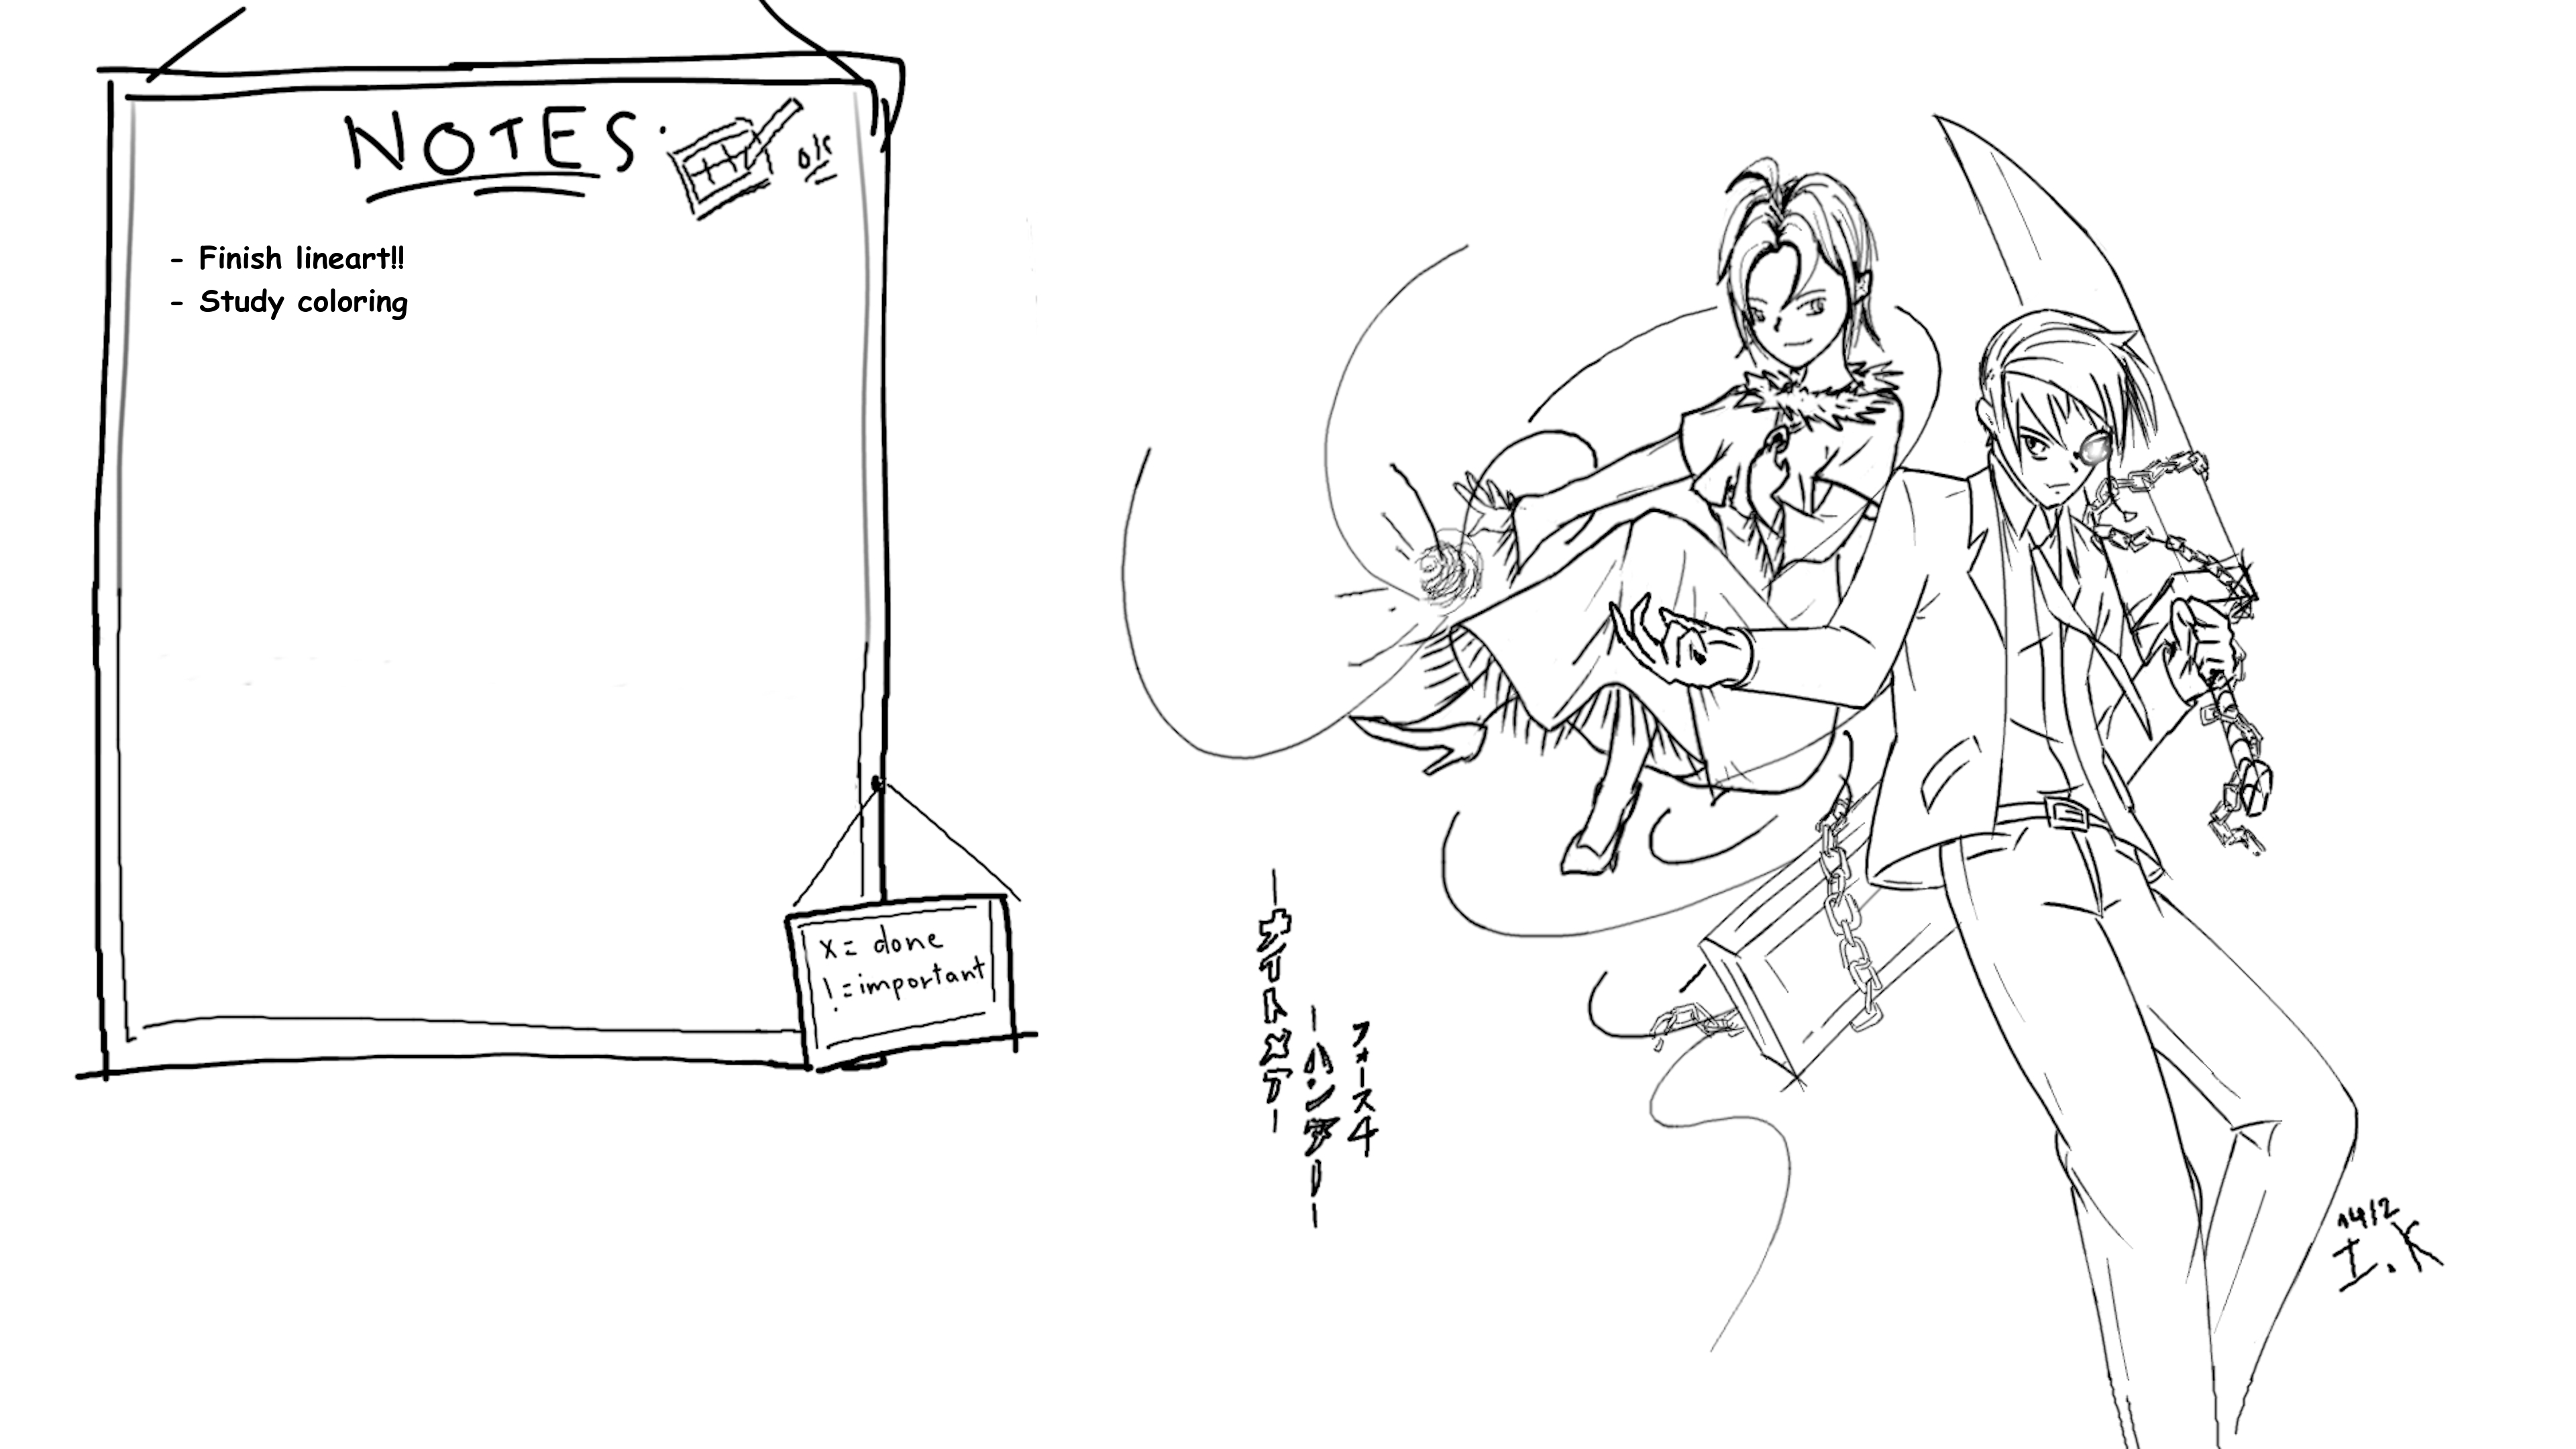 NOTES.
ok
- Finish lineart!!
- Study coloring
x = done
! = important
フォース4
ーハンターー
ーナイトメアー
14/2
I.K